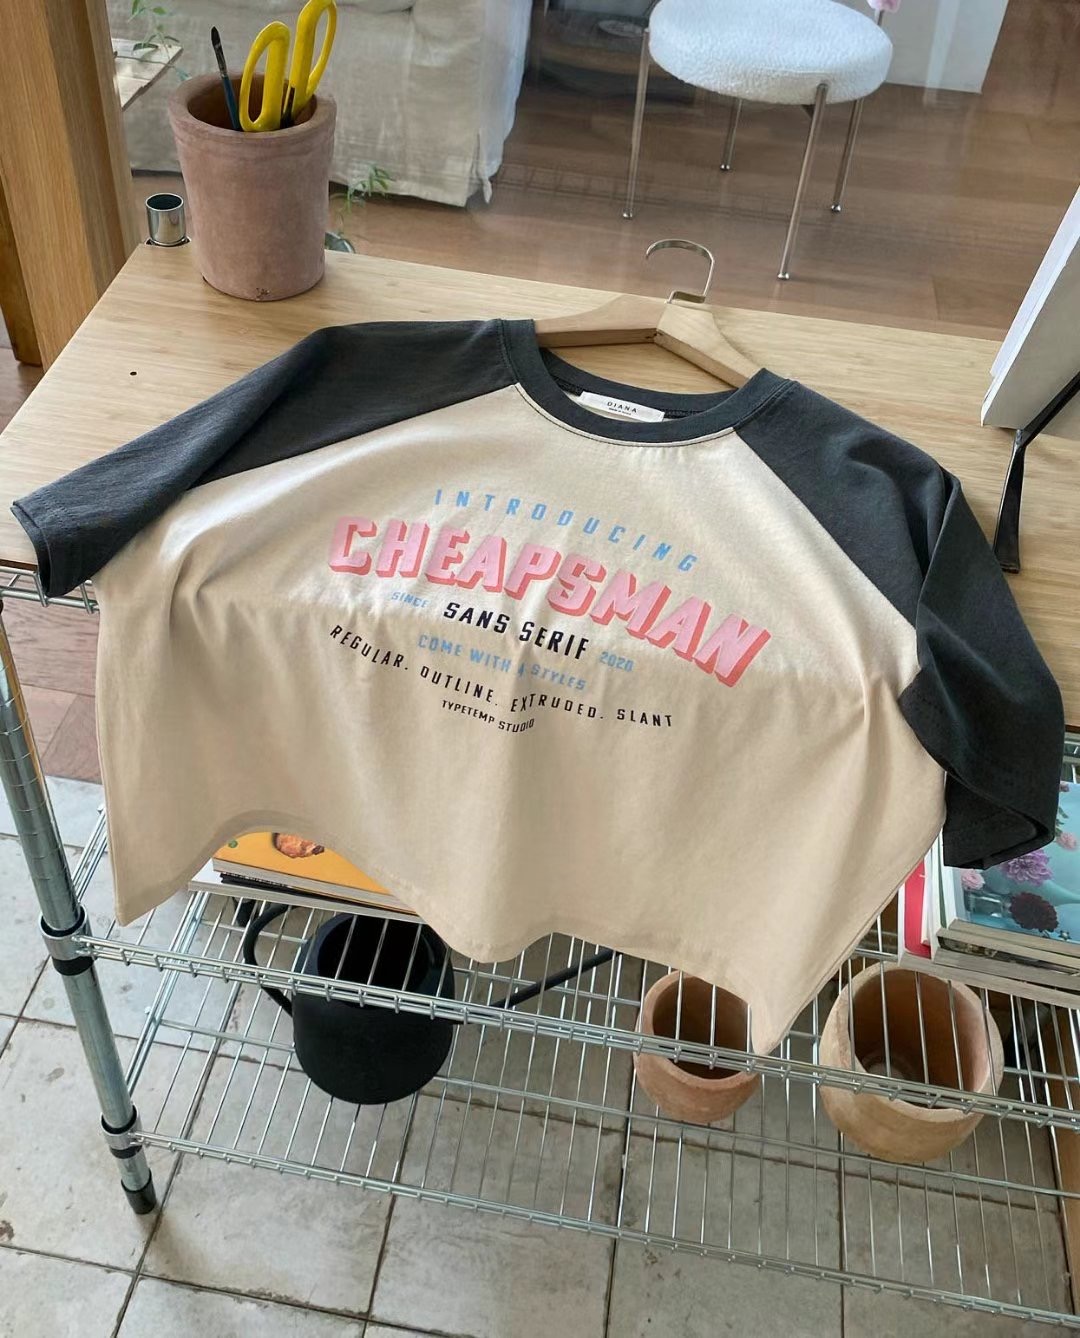 DIANA
INTRODUCING
CHEAPSMAN
SINCE SANS SERIF 2020
COME WITH 4 STYLES
REGULAR. OUTLINE. EXTRUDED. SLANT
TYPETEMP STUDIO